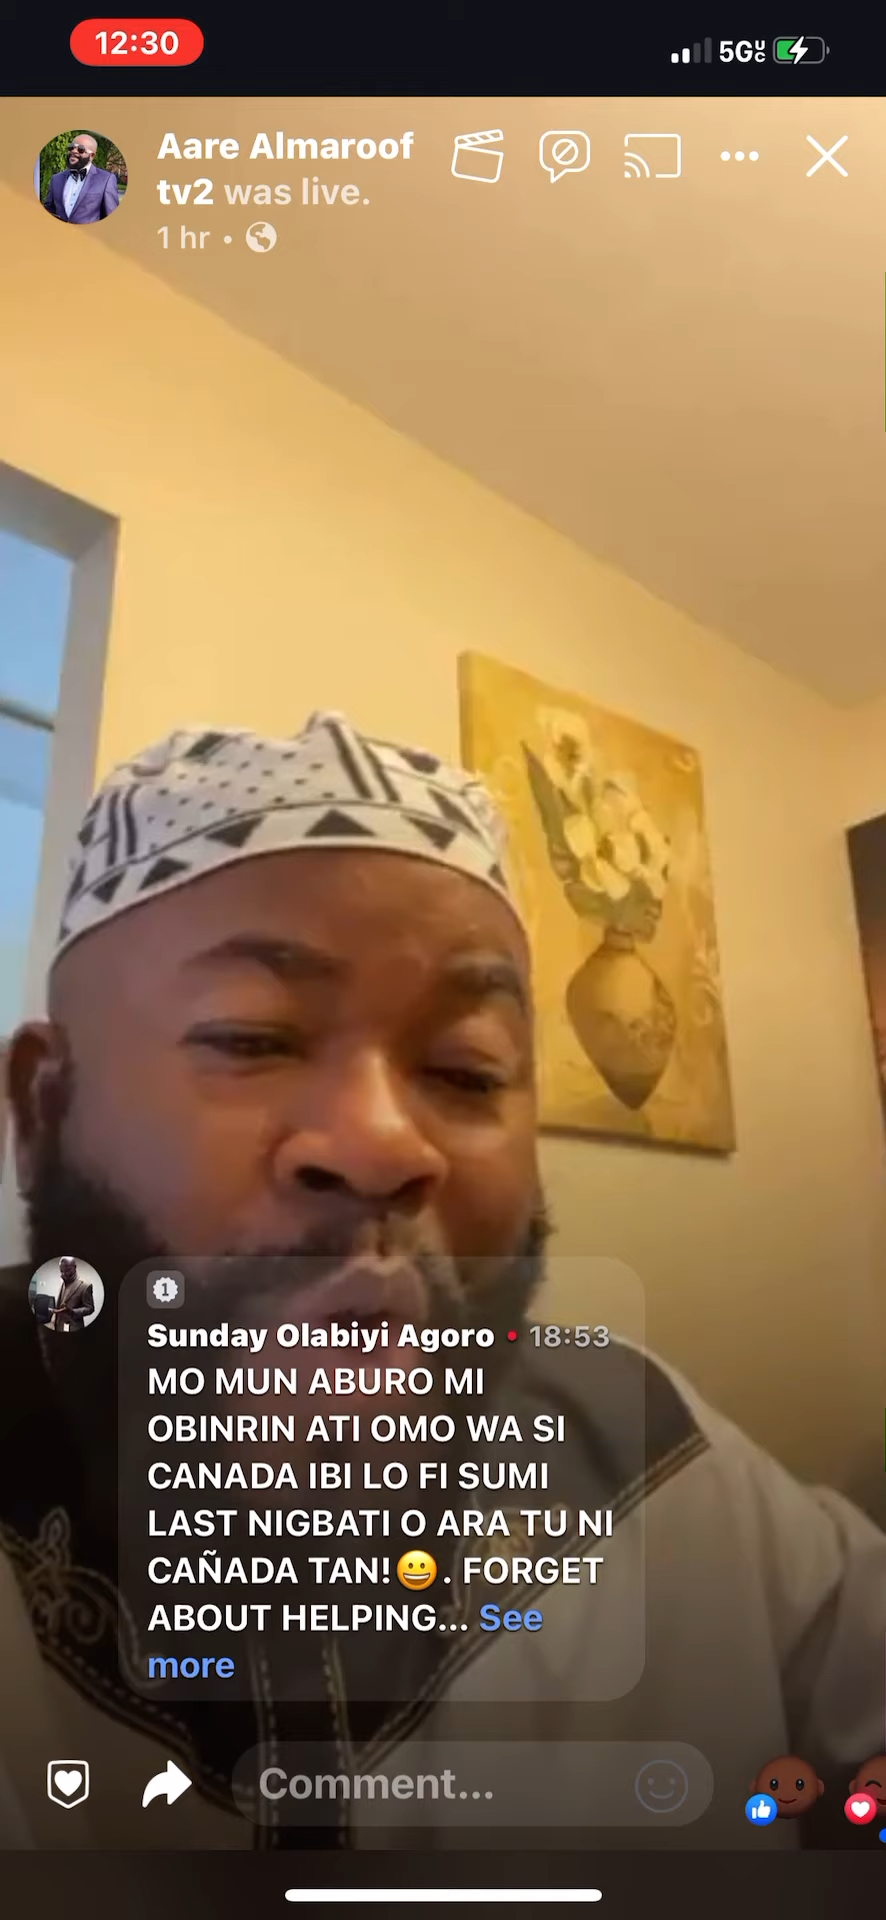 12:30
5GUC
Aare Almaroof
tv2 was live.
1 hr •
1
Sunday Olabiyi Agoro • 18:53
MO MUN ABURO MI
OBINRIN ATI OMO WA SI
CANADA IBI LO FI SUMI
LAST NIGBATI O ARA TU NI
CAÑADA TAN!😀. FORGET
ABOUT HELPING... See
more
Comment...